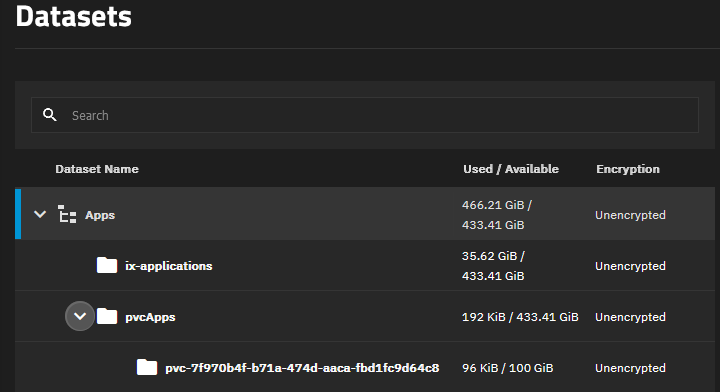 Datasets
Search
Dataset Name Used / Available Encryption
Apps 466.21 GiB / 433.41 GiB Unencrypted
ix-applications 35.62 GiB / 433.41 GiB Unencrypted
pvcApps 192 KiB / 433.41 GiB Unencrypted
pvc-7f970b4f-b71a-474d-aaca-fbd1fc9d64c8 96 KiB / 100 GiB Unencrypted